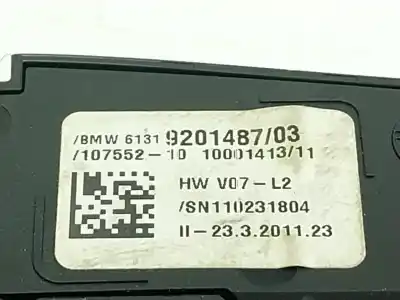 /BMW 6131 9201487/03
/107552-10 10001413/11
HW V07-L2
/SN110231804
II-23.3.2011.23